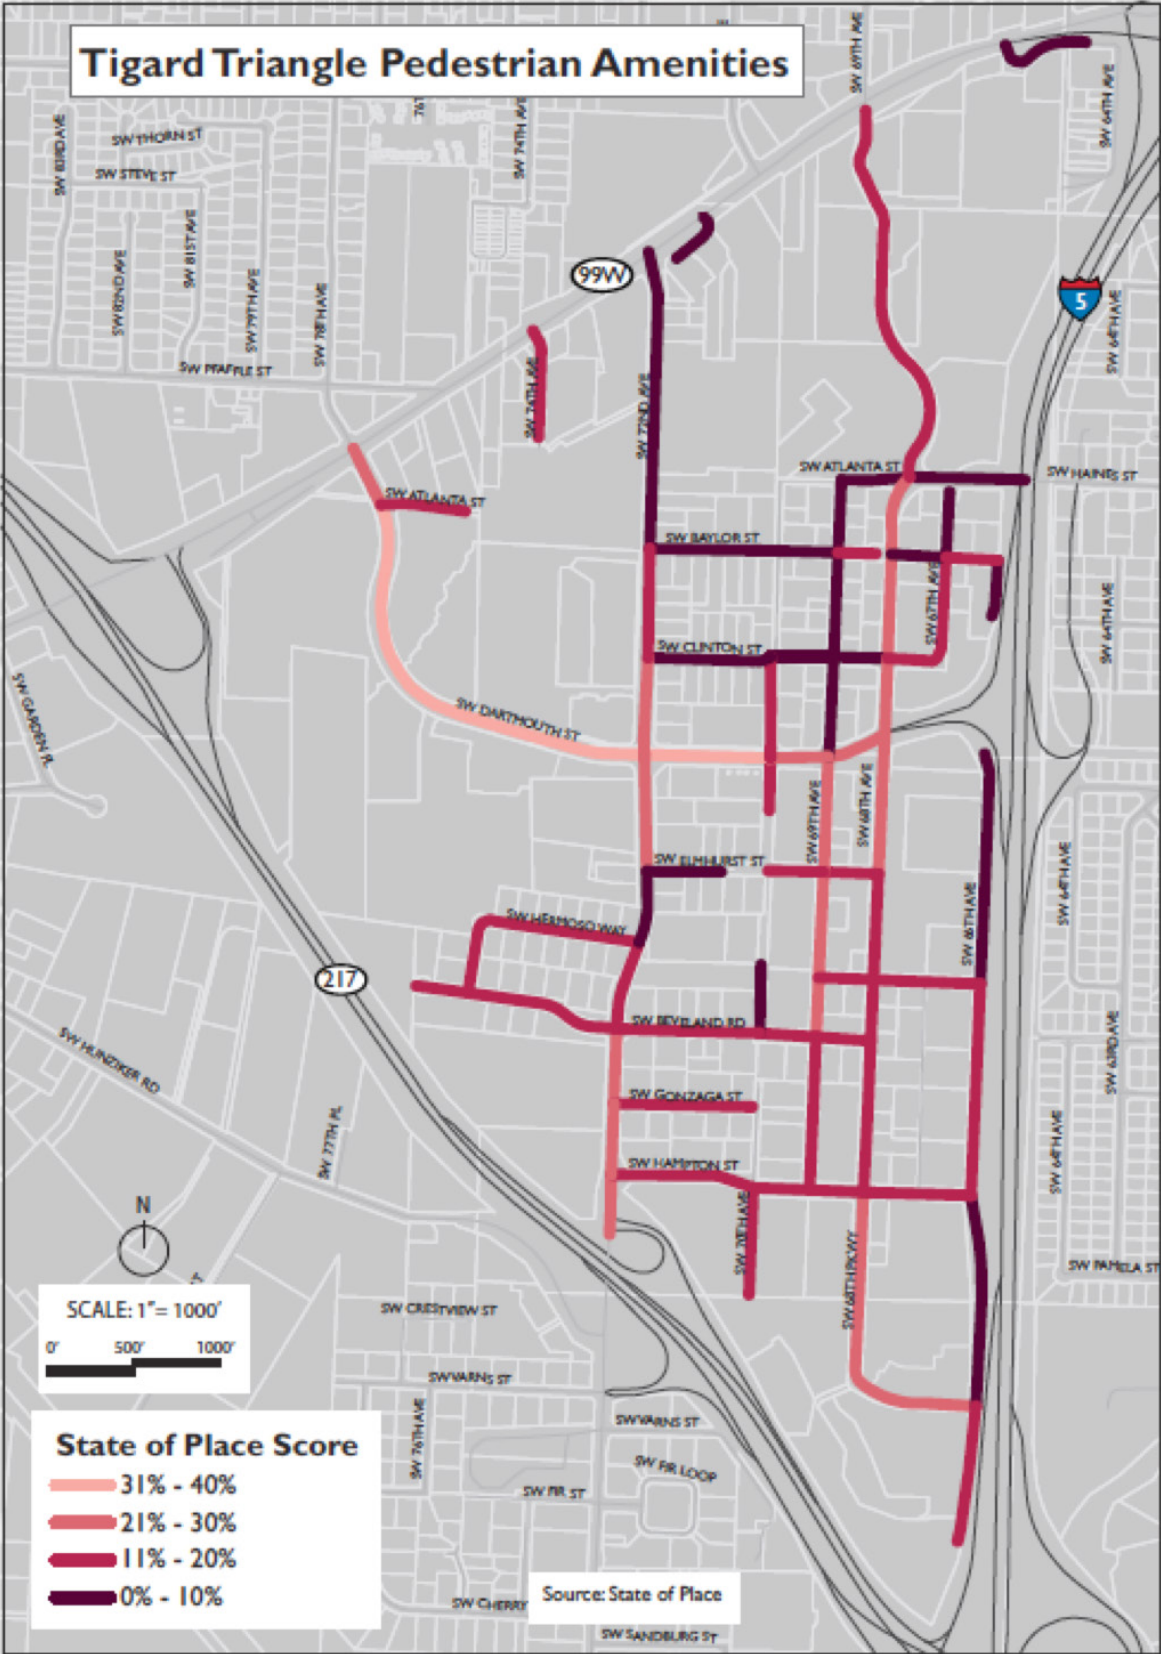 Tigard Triangle Pedestrian Amenities
SW 69TH AVE
SW 64TH AVE
SW 83RD AVE
SW THORN ST
76T
SW 74TH AVE
SW STEVE ST
SW 81ST AVE
SW 82ND AVE
SW 79TH AVE
SW 78TH AVE
99W
5
SW 64TH AVE
SW PFAFFLE ST
SW 74TH AVE
SW 72ND AVE
SW ATLANTA ST
SW HAINES ST
SW ATLANTA ST
SW BAYLOR ST
SW 67TH AVE
SW 64TH AVE
SW CLINTON ST
SW GARDEN PL
SW DARTMOUTH ST
SW 69TH AVE
SW 68TH AVE
SW ELMHURST ST
SW 64TH AVE
SW 66TH AVE
SW HERMOSO WAY
217
SW BEVELAND RD
SW HUNZIKER RD
SW 63RD AVE
SW GONZAGA ST
SW 77TH PL
SW 64TH AVE
SW HAMPTON ST
N
SW 70TH AVE
SW 68TH PKWY
SW PAMELA ST
ST
SCALE: 1"= 1000'
0' 500' 1000'
SW CRESTVIEW ST
SW VARNS ST
SW 76TH AVE
SW VARNS ST
SW FIR LOOP
SW FIR ST
State of Place Score
31% - 40%
21% - 30%
11% - 20%
0% - 10%
SW CHERRY
Source: State of Place
SW SANDBURG ST